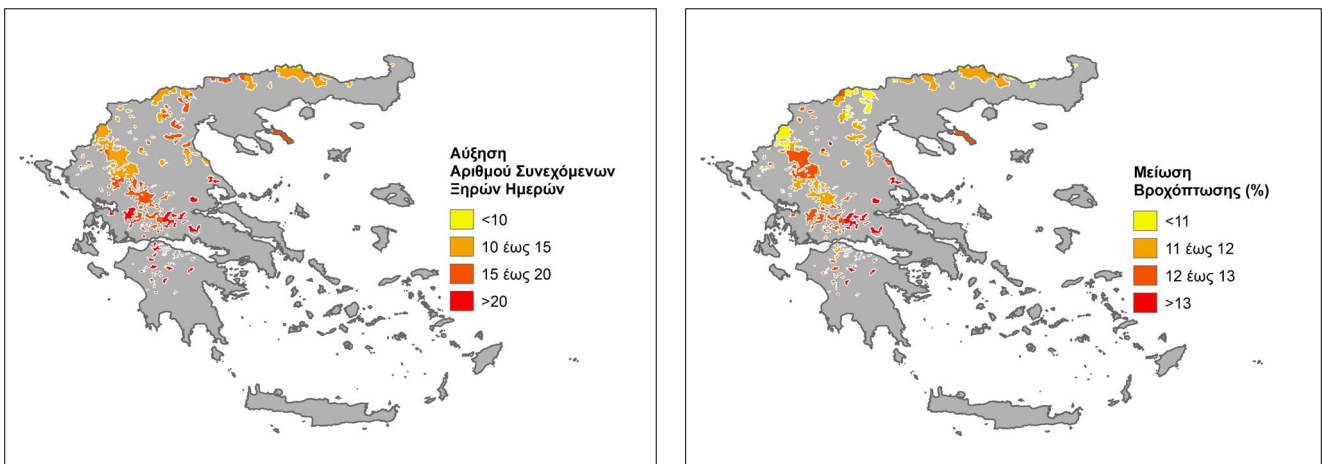 Αύξηση
Αριθμού Συνεχόμενων
Ξηρών Ημερών
<10
10 έως 15
15 έως 20
>20
Μείωση
Βροχόπτωσης (%)
<11
11 έως 12
12 έως 13
>13